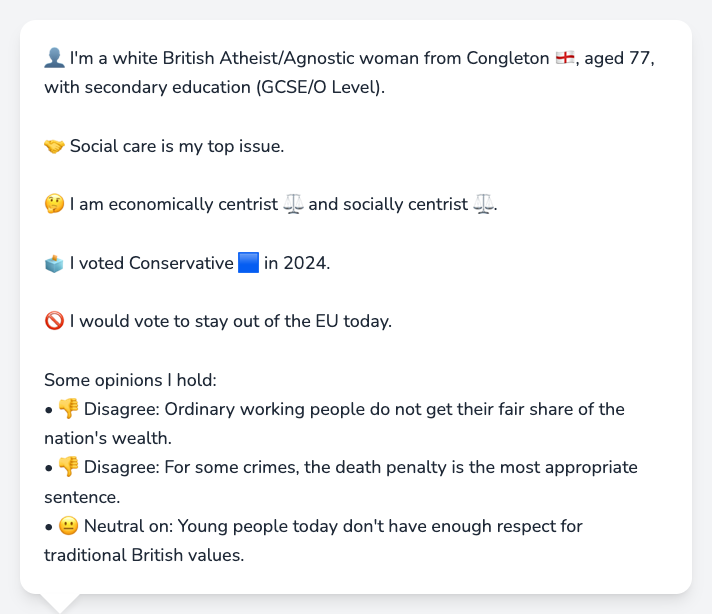 👤 I'm a white British Atheist/Agnostic woman from Congleton 🏴󠁧󠁢󠁥󠁮󠁧󠁿, aged 77,
with secondary education (GCSE/O Level).
🤝 Social care is my top issue.
🤔 I am economically centrist ⚖️ and socially centrist ⚖️.
🗳️ I voted Conservative 🟦 in 2024.
🚫 I would vote to stay out of the EU today.
Some opinions I hold:
• 👎 Disagree: Ordinary working people do not get their fair share of the
nation's wealth.
• 👎 Disagree: For some crimes, the death penalty is the most appropriate
sentence.
• 😐 Neutral on: Young people today don't have enough respect for
traditional British values.